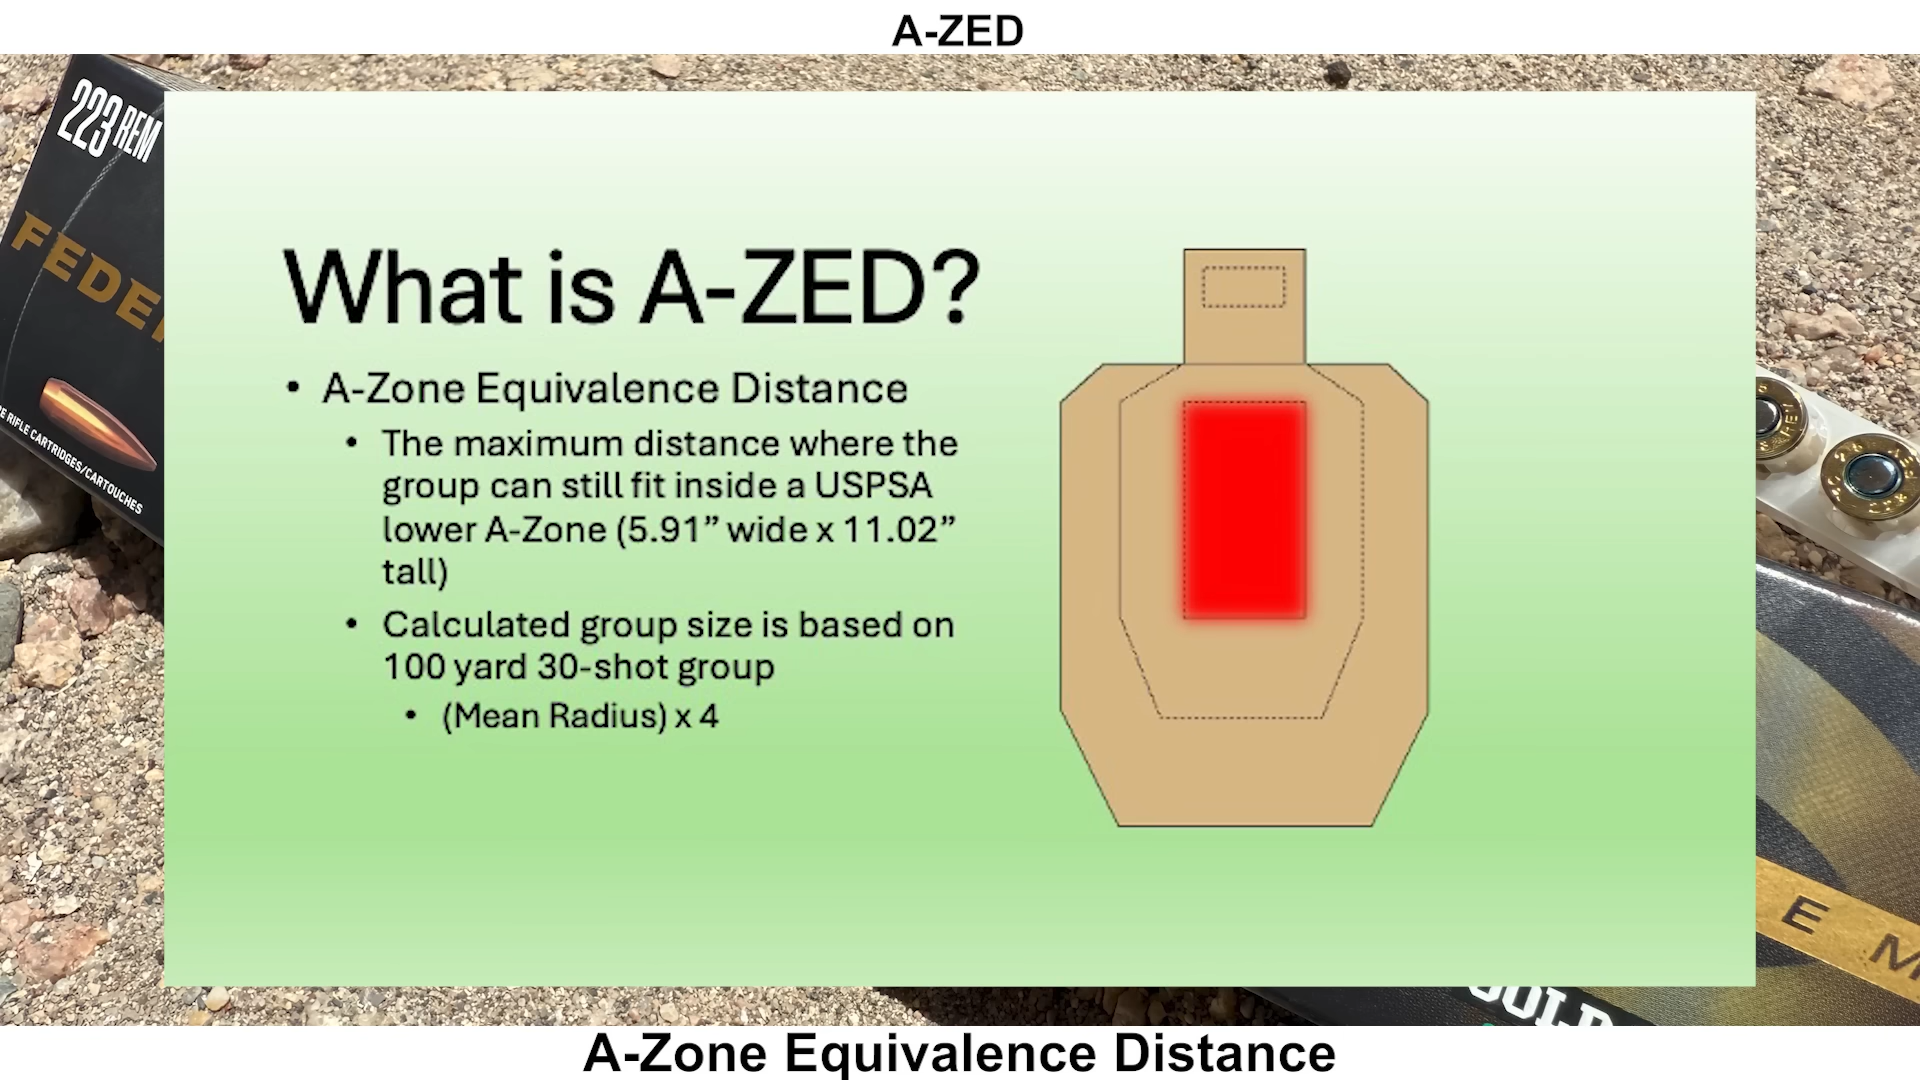 A-ZED
223 REM
FEDE
RE RIFLE CARTRIDGES/CARTOUCHES
What is A-ZED?
• A-Zone Equivalence Distance
• The maximum distance where the
group can still fit inside a USPSA
lower A-Zone (5.91” wide x 11.02”
tall)
• Calculated group size is based on
100 yard 30-shot group
• (Mean Radius) x 4
E M
GOLD
A-Zone Equivalence Distance